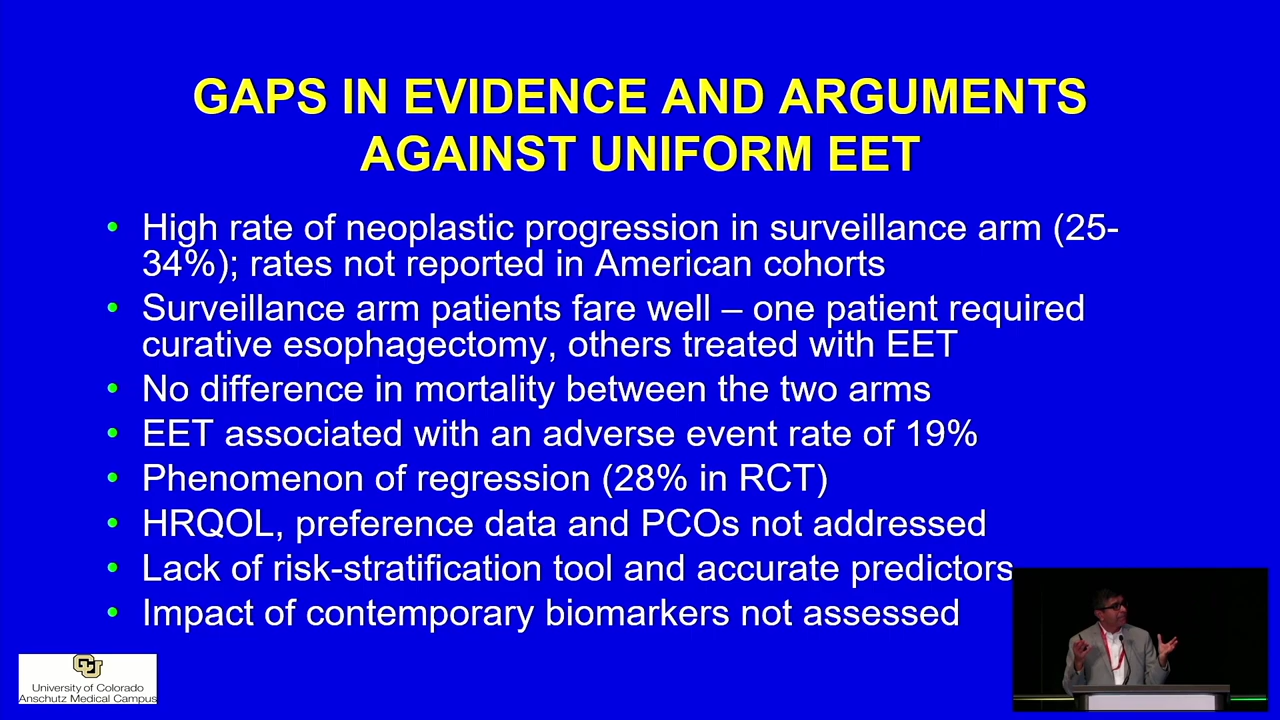 GAPS IN EVIDENCE AND ARGUMENTS
AGAINST UNIFORM EET
• High rate of neoplastic progression in surveillance arm (25-
34%); rates not reported in American cohorts
• Surveillance arm patients fare well – one patient required
curative esophagectomy, others treated with EET
• No difference in mortality between the two arms
• EET associated with an adverse event rate of 19%
• Phenomenon of regression (28% in RCT)
• HRQOL, preference data and PCOs not addressed
• Lack of risk-stratification tool and accurate predictors
• Impact of contemporary biomarkers not assessed
CU
University of Colorado
Anschutz Medical Campus